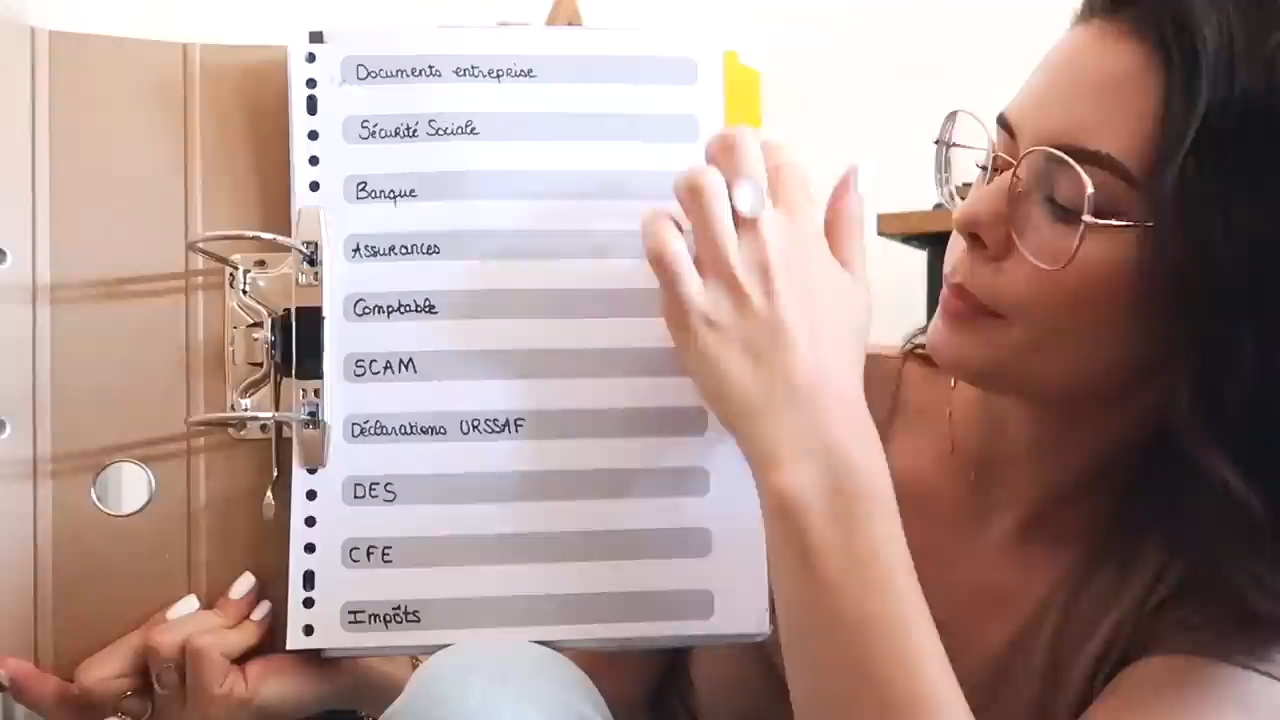 Documents entreprise
Sécurité Sociale
Banque
Assurances
Comptable
SCAM
Déclarations URSSAF
DES
CFE
Impôts